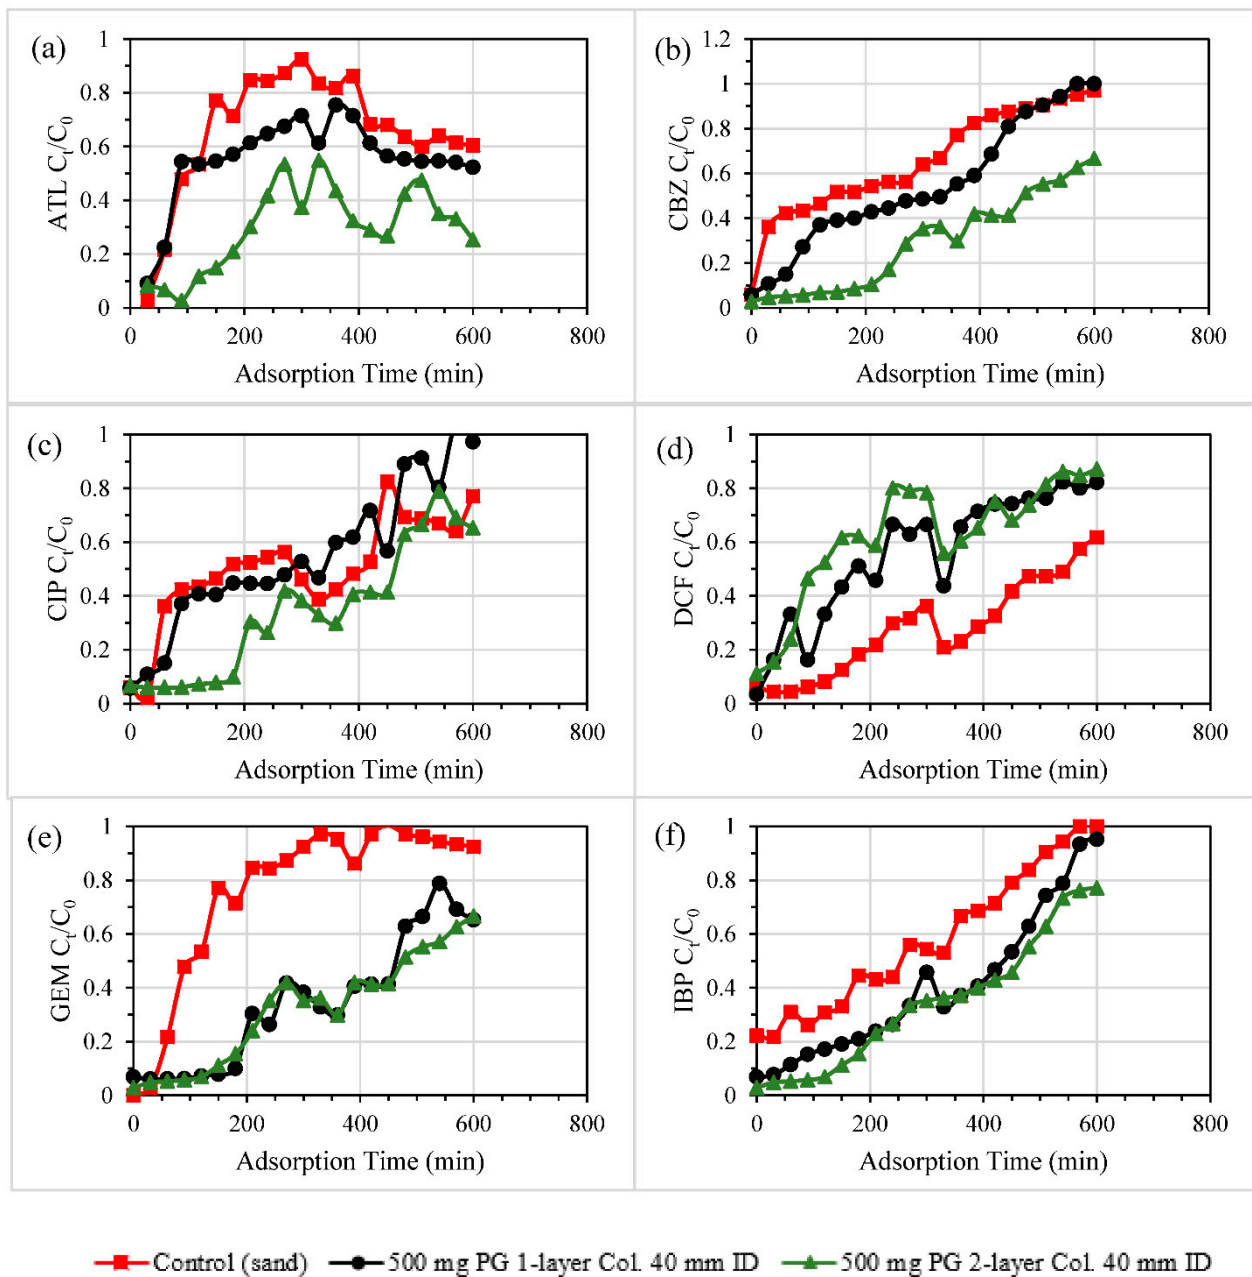 (a)
ATL Ct/C0
1
0.8
0.6
0.4
0.2
0
0 200 400 600 800
Adsorption Time (min)
(b)
CBZ Ct/C0
1.2
1
0.8
0.6
0.4
0.2
0
0 200 400 600 800
Adsorption Time (min)
(c)
CIP Ct/C0
1
0.8
0.6
0.4
0.2
0
0 200 400 600 800
Adsorption Time (min)
(d)
DCF Ct/C0
1
0.8
0.6
0.4
0.2
0
0 200 400 600 800
Adsorption Time (min)
(e)
GEM Ct/C0
1
0.8
0.6
0.4
0.2
0
0 200 400 600 800
Adsorption Time (min)
(f)
IBP Ct/C0
1
0.8
0.6
0.4
0.2
0
0 200 400 600 800
Adsorption Time (min)
Control (sand) 500 mg PG 1-layer Col. 40 mm ID 500 mg PG 2-layer Col. 40 mm ID